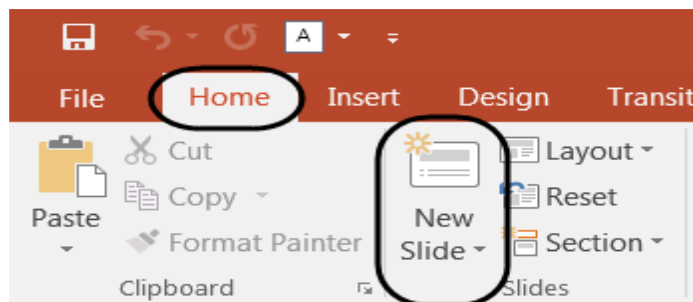 A
File Home Insert Design Transit
Paste
Cut
Copy
Format Painter
Clipboard
New
Slide
Layout
Reset
Section
Slides